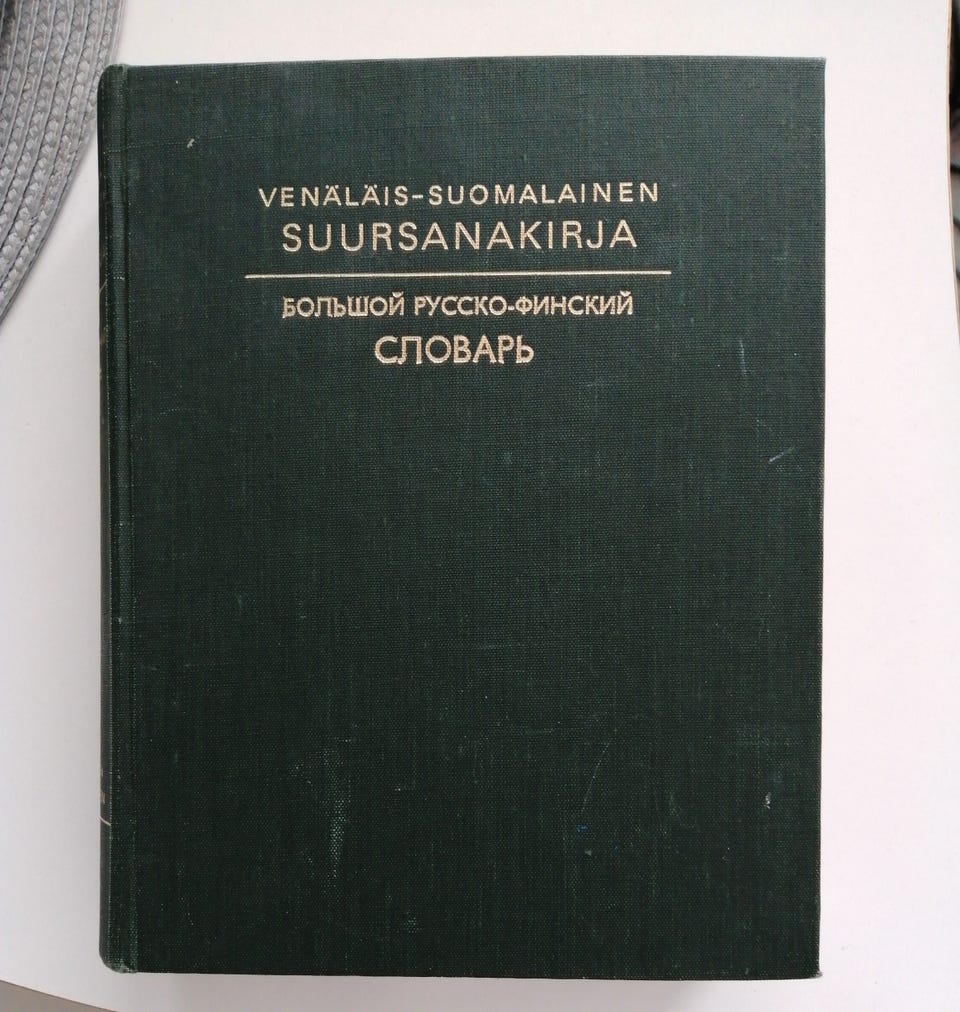 VENÄLÄIS-SUOMALAINEN
SUURSANAKIRJA
БОЛЬШОЙ РУССКО-ФИНСКИЙ
СЛОВАРЬ